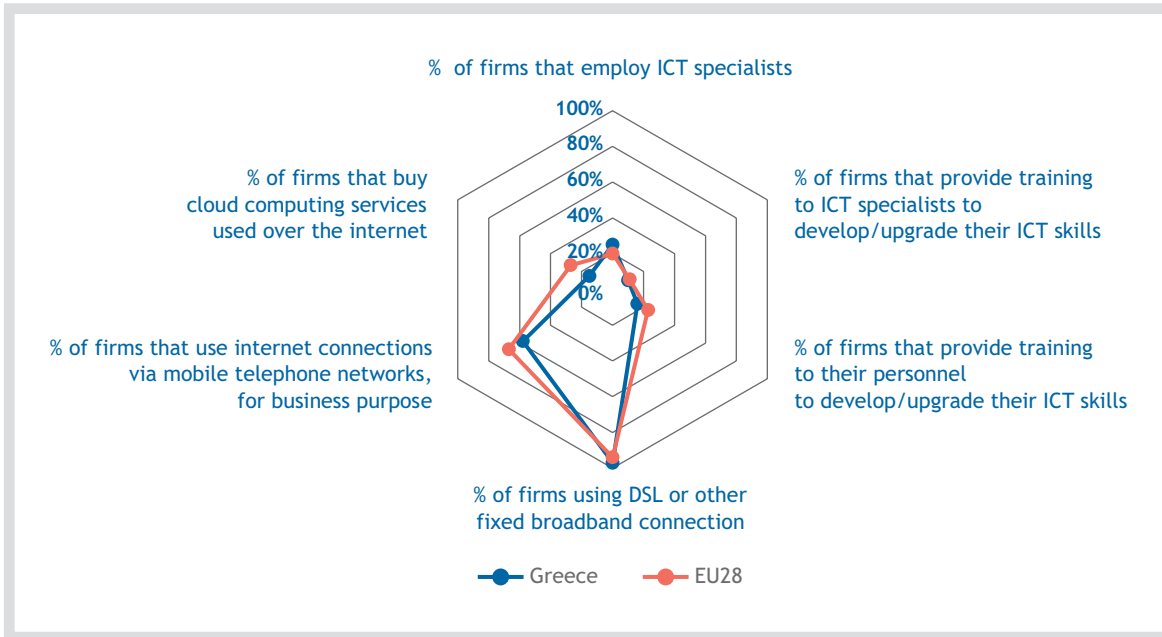 % of firms that employ ICT specialists
100%
80%
60%
40%
20%
0%
% of firms that buy
cloud computing services
used over the internet
% of firms that provide training
to ICT specialists to
develop/upgrade their ICT skills
% of firms that use internet connections
via mobile telephone networks,
for business purpose
% of firms that provide training
to their personnel
to develop/upgrade their ICT skills
% of firms using DSL or other
fixed broadband connection
Greece
EU28